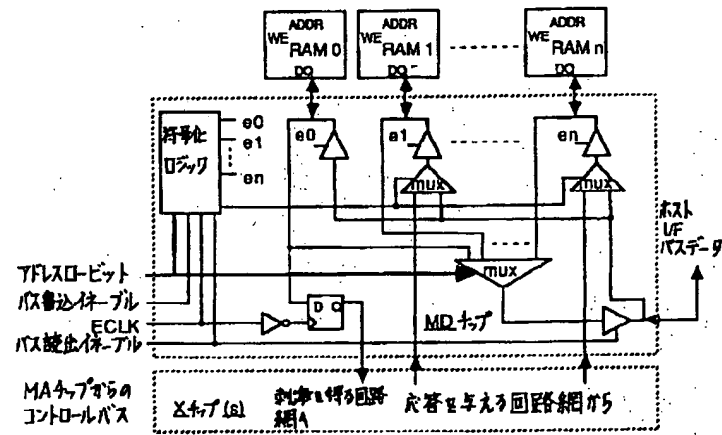 ADDR
WE RAM 0
DQ
ADDR
WE RAM 1
DQ
ADDR
WE RAM n
DQ
符号化
ロジック
e0
e1
en
e0
e1
en
mux
mux
mux
ホスト
I/F
バスデータ
アドレスロービット
バス書込イネーブル
ECLK
バス読出イネーブル
D Q
MDチップ
MAチップからの
コントロールバス
Xチップ(s)
刺激を得る回路
網へ
応答を与える回路網から